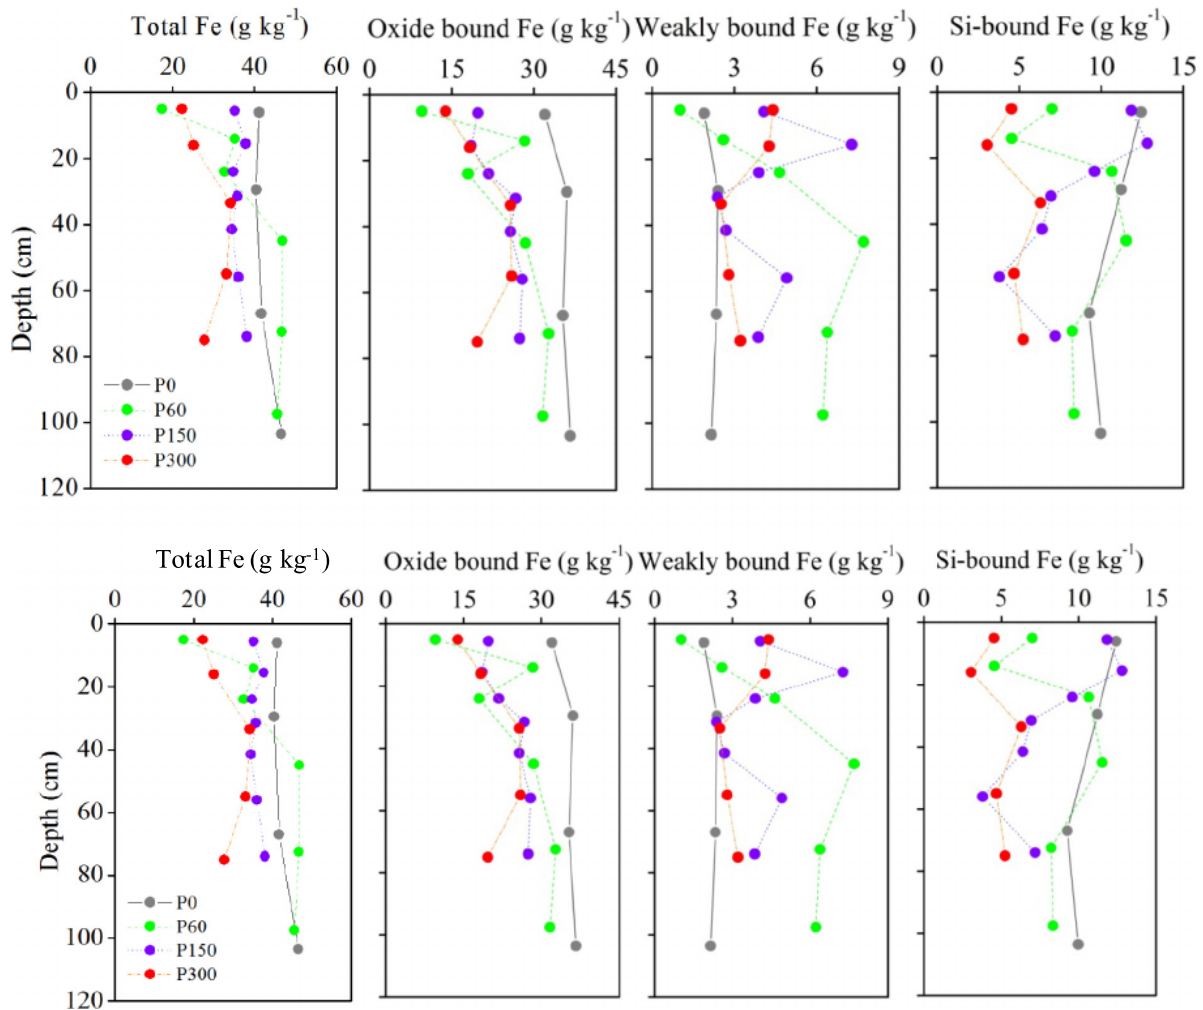 Total Fe (g kg⁻¹) Oxide bound Fe (g kg⁻¹) Weakly bound Fe (g kg⁻¹) Si-bound Fe (g kg⁻¹)
0 20 40 60 0 15 30 45 0 3 6 9 0 5 10 15
0
20
40
60
80
100
120
Depth (cm)
P0
P60
P150
P300
Total Fe (g kg⁻¹) Oxide bound Fe (g kg⁻¹) Weakly bound Fe (g kg⁻¹) Si-bound Fe (g kg⁻¹)
0 20 40 60 0 15 30 45 0 3 6 9 0 5 10 15
0
20
40
60
80
100
120
Depth (cm)
P0
P60
P150
P300